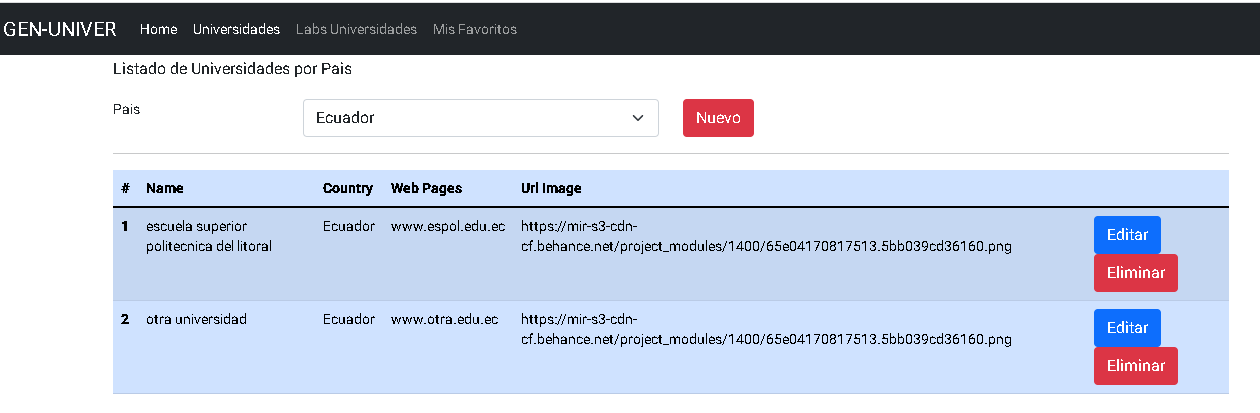 GEN-UNIVER Home Universidades Labs Universidades Mis Favoritos
Listado de Universidades por Pais
Pais Ecuador Nuevo
# Name Country Web Pages Url Image
1 escuela superior Ecuador www.espol.edu.ec https://mir-s3-cdn- Editar
politecnica del litoral cf.behance.net/project_modules/1400/65e04170817513.5bb039cd36160.png
Eliminar
2 otra universidad Ecuador www.otra.edu.ec https://mir-s3-cdn- Editar
cf.behance.net/project_modules/1400/65e04170817513.5bb039cd36160.png
Eliminar